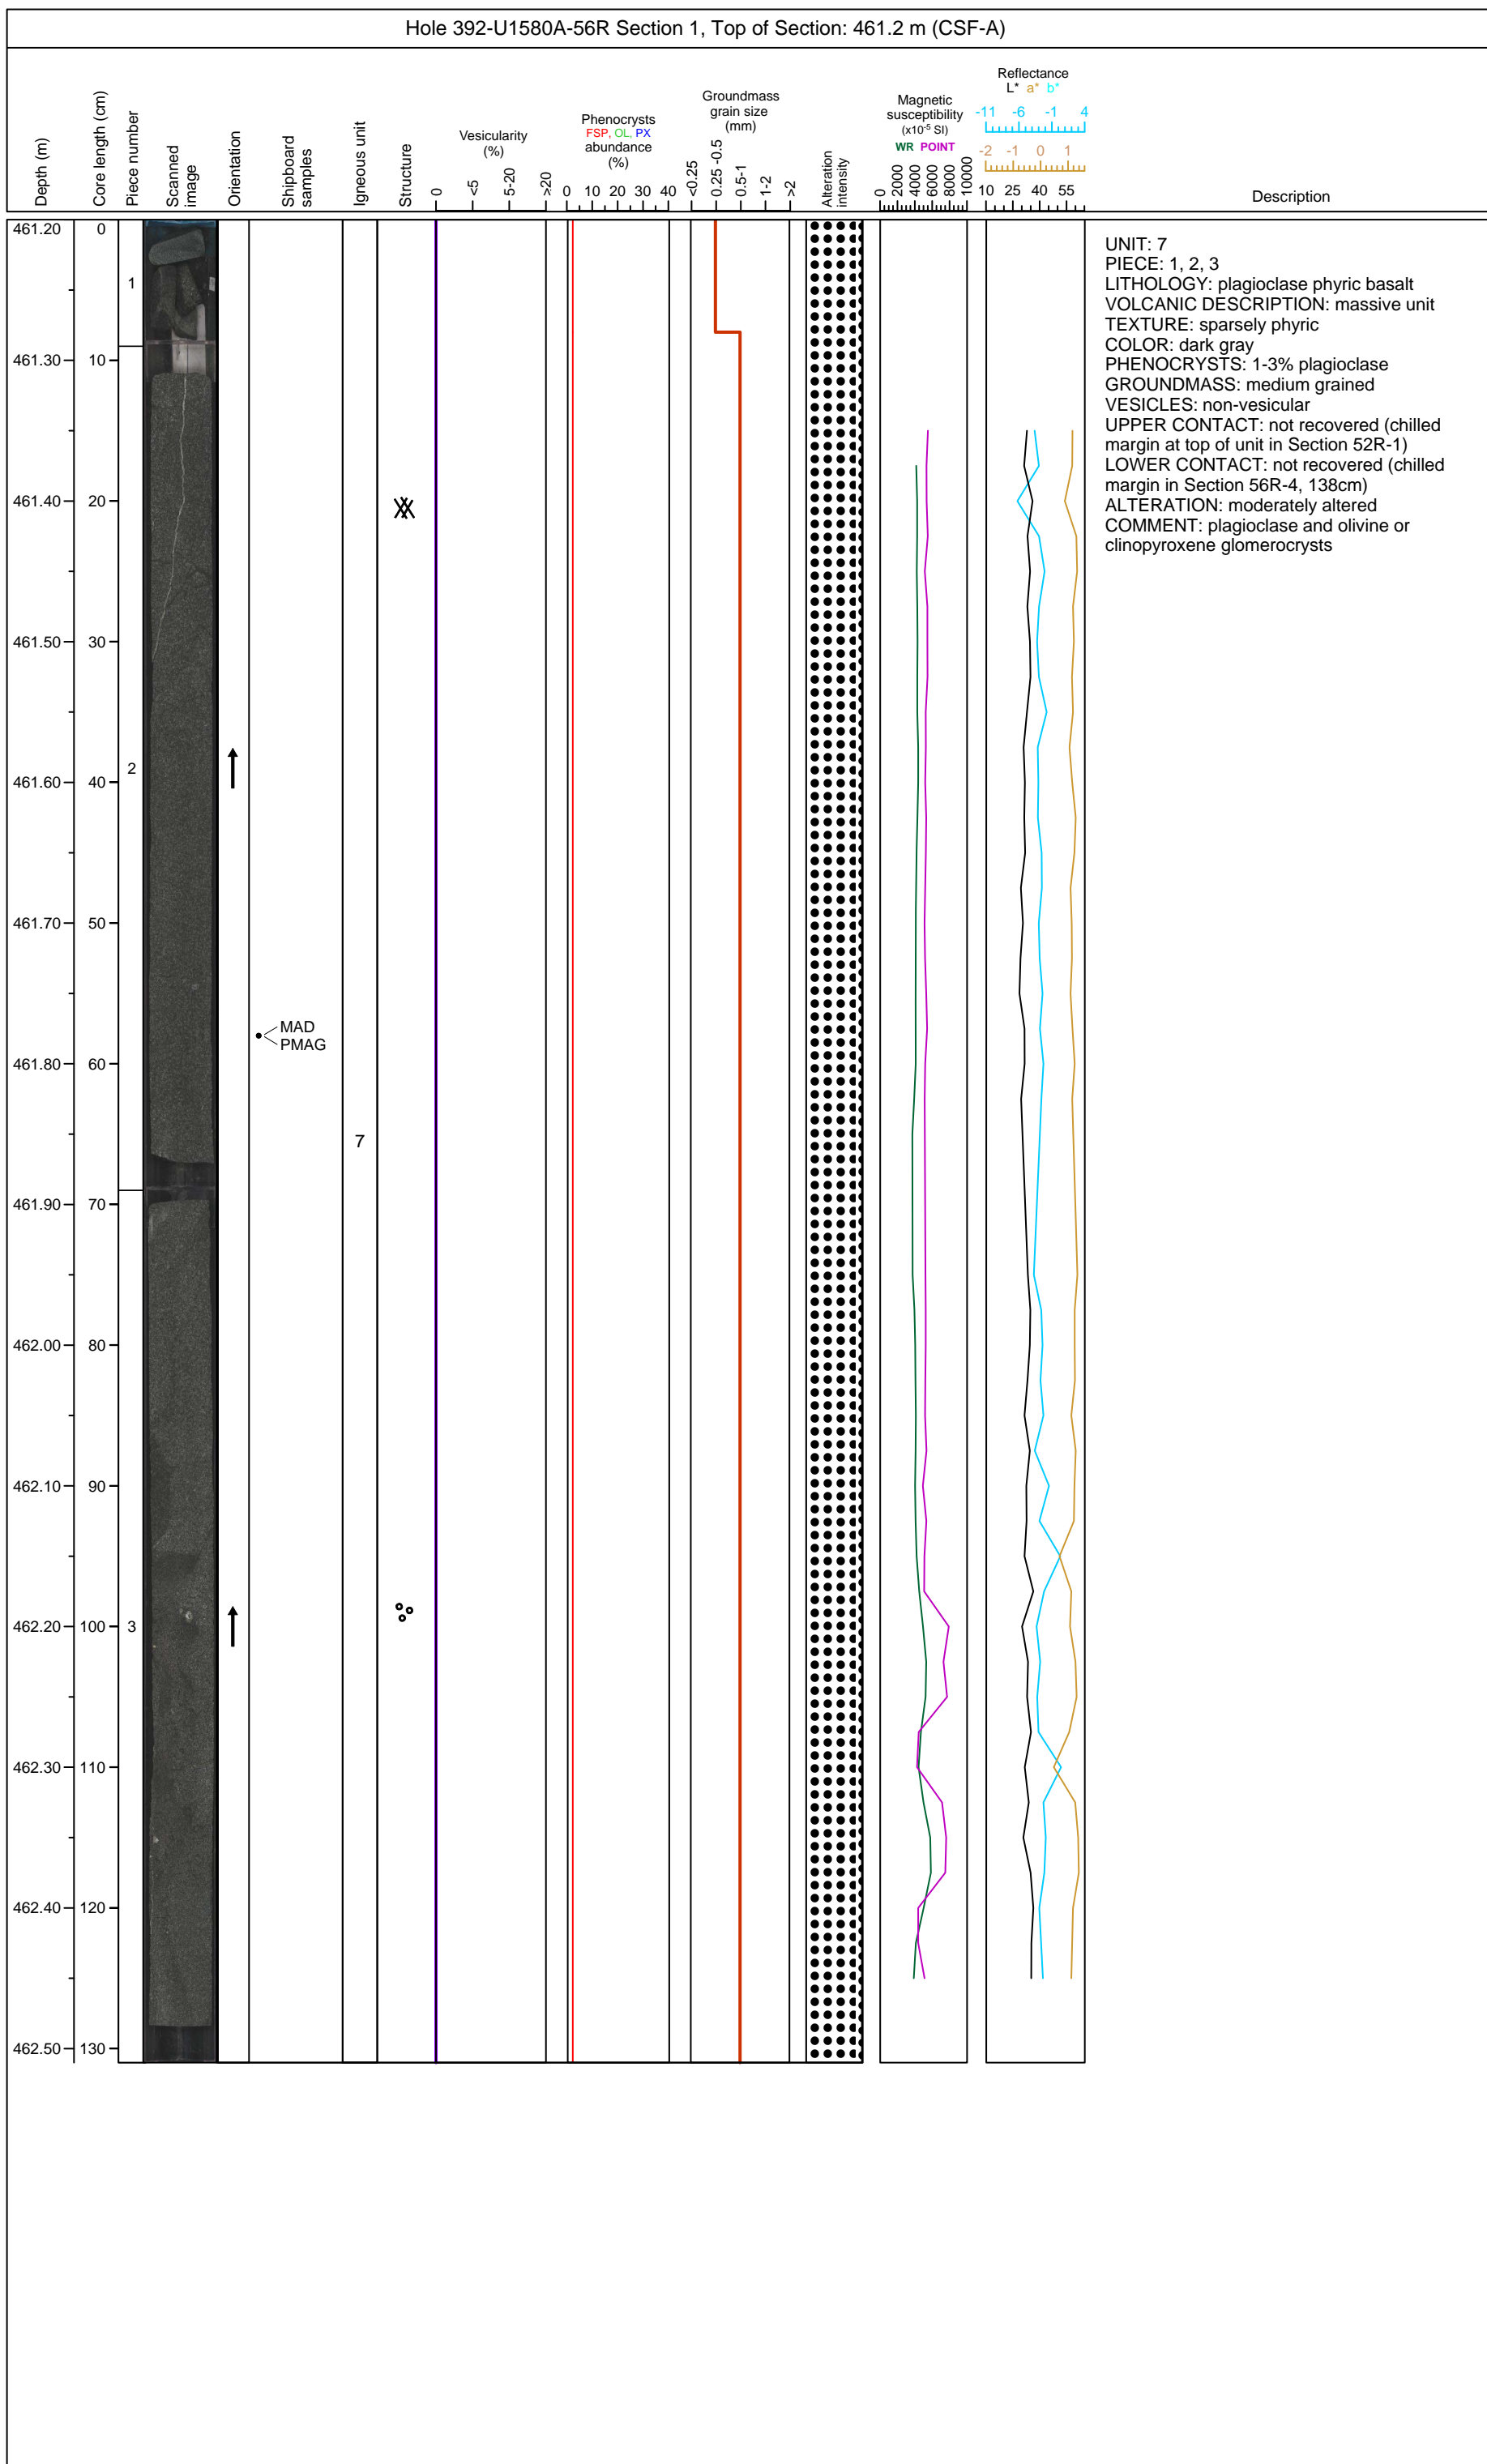 Hole 392-U1580A-56R Section 1, Top of Section: 461.2 m (CSF-A)
Depth (m)
Core length (cm)
Piece number
Scanned
image
Orientation
Shipboard
samples
Igneous unit
Structure
Vesicularity
(%)
0
<5
5-20
>20
Phenocrysts
FSP, OL, PX
abundance
(%)
0 10 20 30 40
Groundmass
grain size
(mm)
<0.25
0.25 -0.5
0.5-1
1-2
>2
Alteration
intensity
Magnetic
susceptibility
(x10-5 SI)
WR POINT
0
2000
4000
6000
8000
10000
Reflectance
L* a* b*
-11 -6 -1 4
-2 -1 0 1
10 25 40 55
Description
461.20 0
461.30 10
461.40 20
461.50 30
461.60 40
461.70 50
461.80 60
461.90 70
462.00 80
462.10 90
462.20 100
462.30 110
462.40 120
462.50 130
1
2
3
MAD
PMAG
7
UNIT: 7
PIECE: 1, 2, 3
LITHOLOGY: plagioclase phyric basalt
VOLCANIC DESCRIPTION: massive unit
TEXTURE: sparsely phyric
COLOR: dark gray
PHENOCRYSTS: 1-3% plagioclase
GROUNDMASS: medium grained
VESICLES: non-vesicular
UPPER CONTACT: not recovered (chilled
margin at top of unit in Section 52R-1)
LOWER CONTACT: not recovered (chilled
margin in Section 56R-4, 138cm)
ALTERATION: moderately altered
COMMENT: plagioclase and olivine or
clinopyroxene glomerocrysts